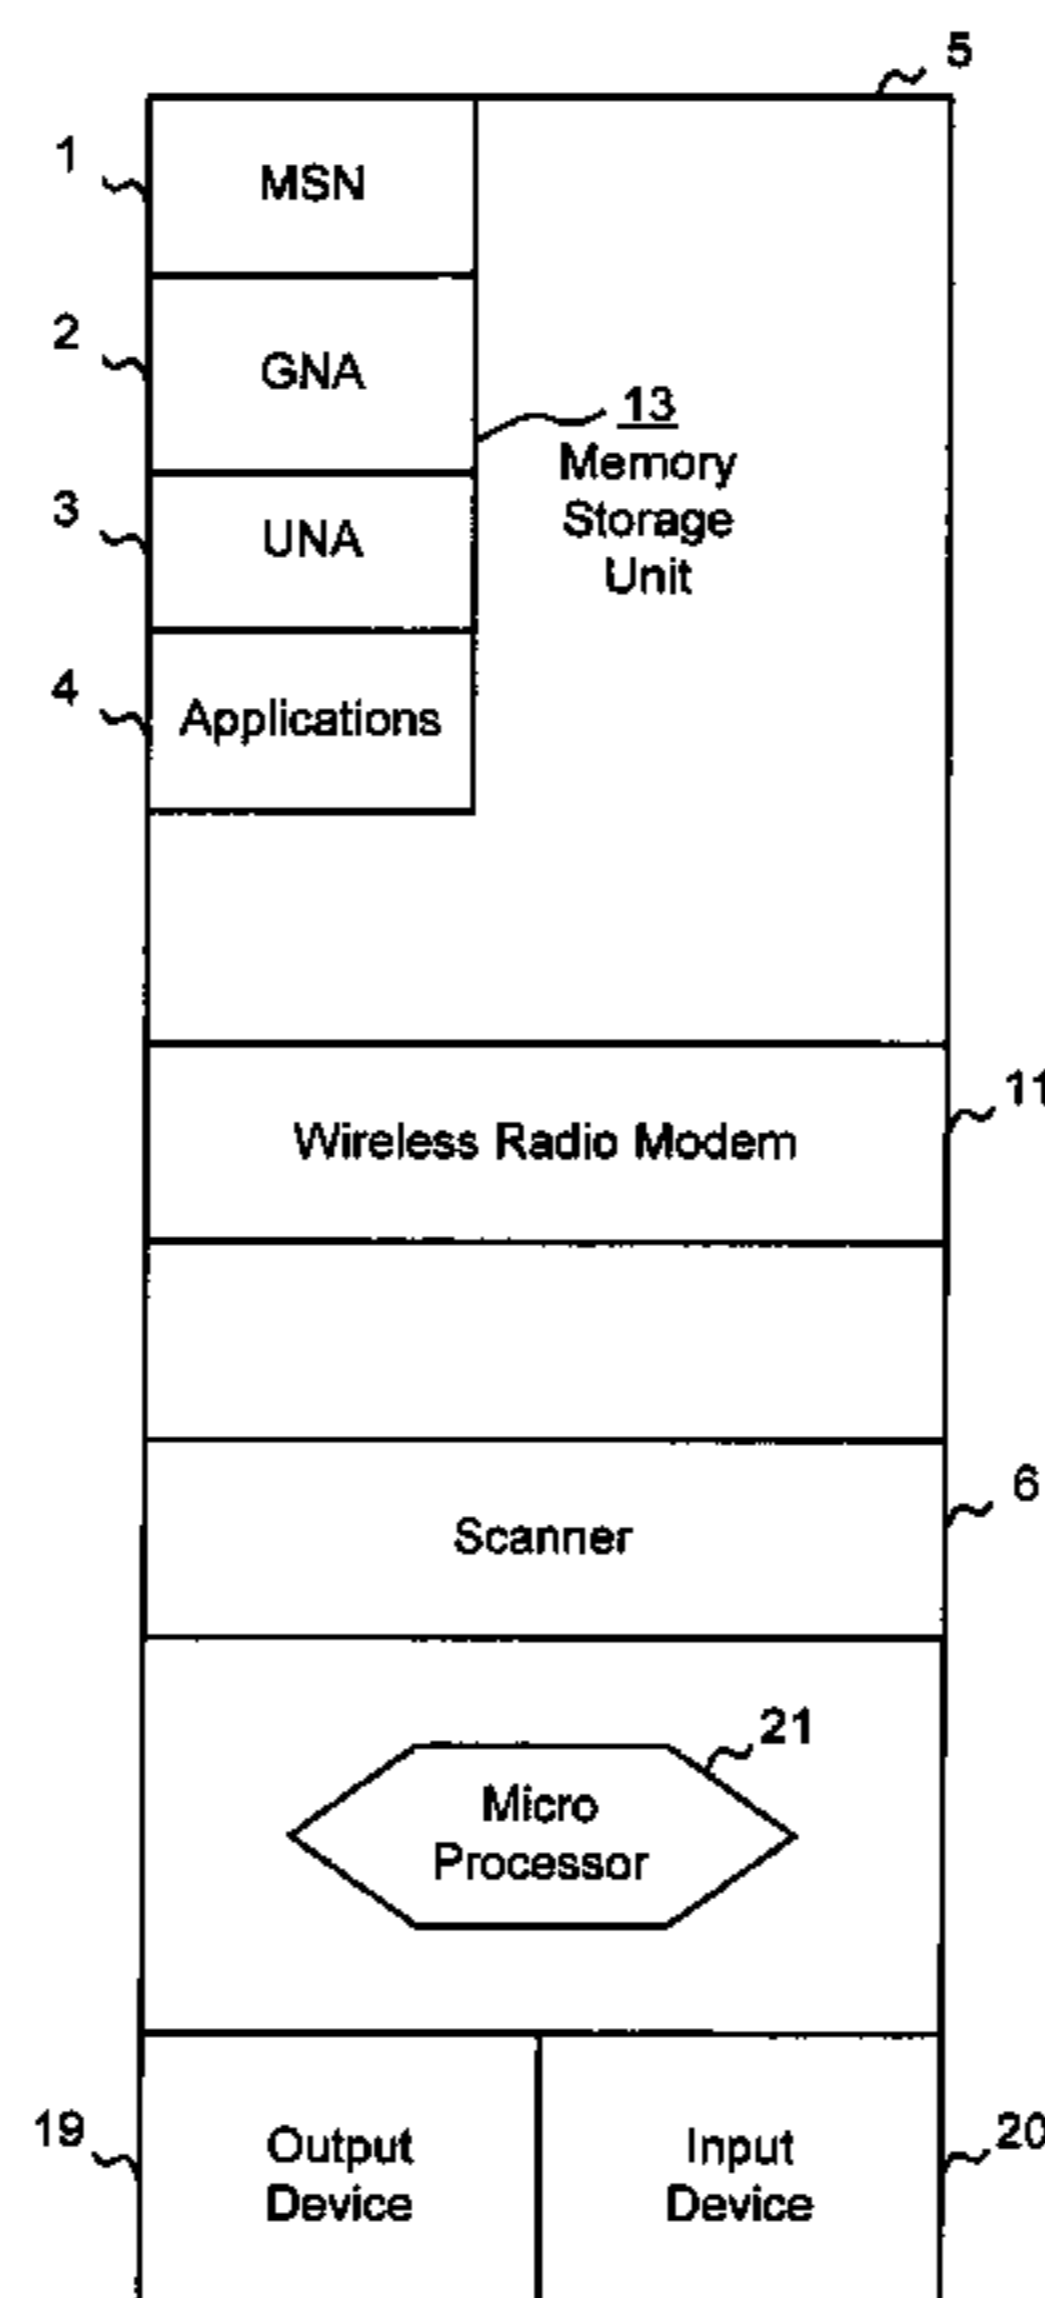 5
1
MSN
2
GNA
13
Memory
Storage
Unit
3
UNA
4
Applications
11
Wireless Radio Modem
6
Scanner
21
Micro
Processor
19
Output
Device
Input
Device
20